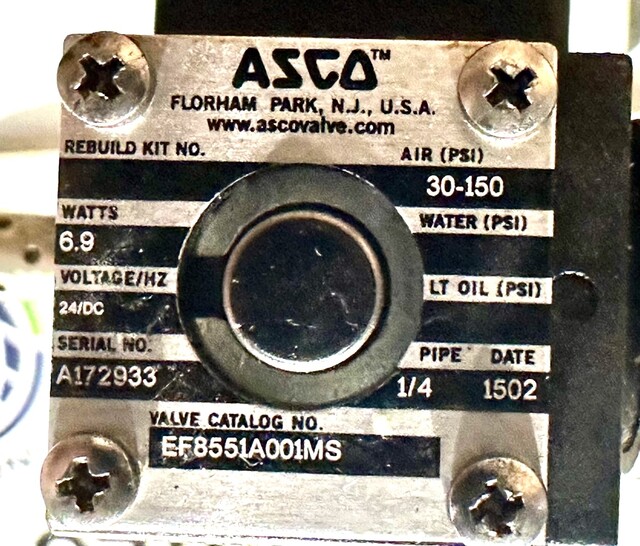 ASCO™
FLORHAM PARK, N.J., U.S.A.
www.ascovalve.com
REBUILD KIT NO.
AIR (PSI)
30-150
WATTS
WATER (PSI)
6.9
VOLTAGE/HZ
LT OIL (PSI)
24/DC
SERIAL NO.
PIPE DATE
A172933
1/4 1502
VALVE CATALOG NO.
EF8551A001MS